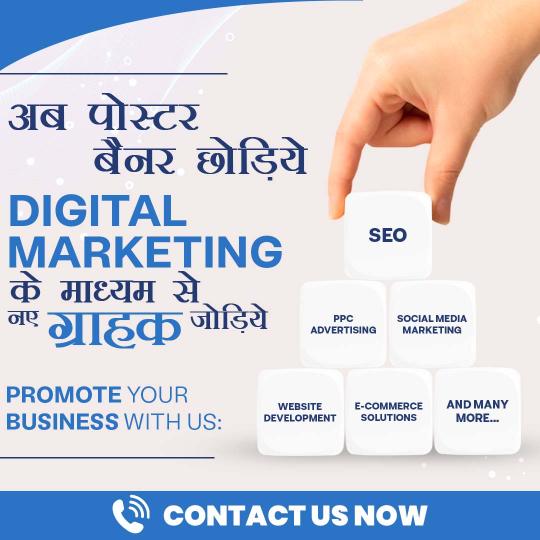 अब पोस्टर
बैनर छोड़िये
DIGITAL
MARKETING
के माध्यम से
नए ग्राहक जोड़िये
PROMOTE YOUR
BUSINESS WITH US:
SEO
PPC
ADVERTISING
SOCIAL MEDIA
MARKETING
WEBSITE
DEVELOPMENT
E-COMMERCE
SOLUTIONS
AND MANY
MORE...
CONTACT US NOW